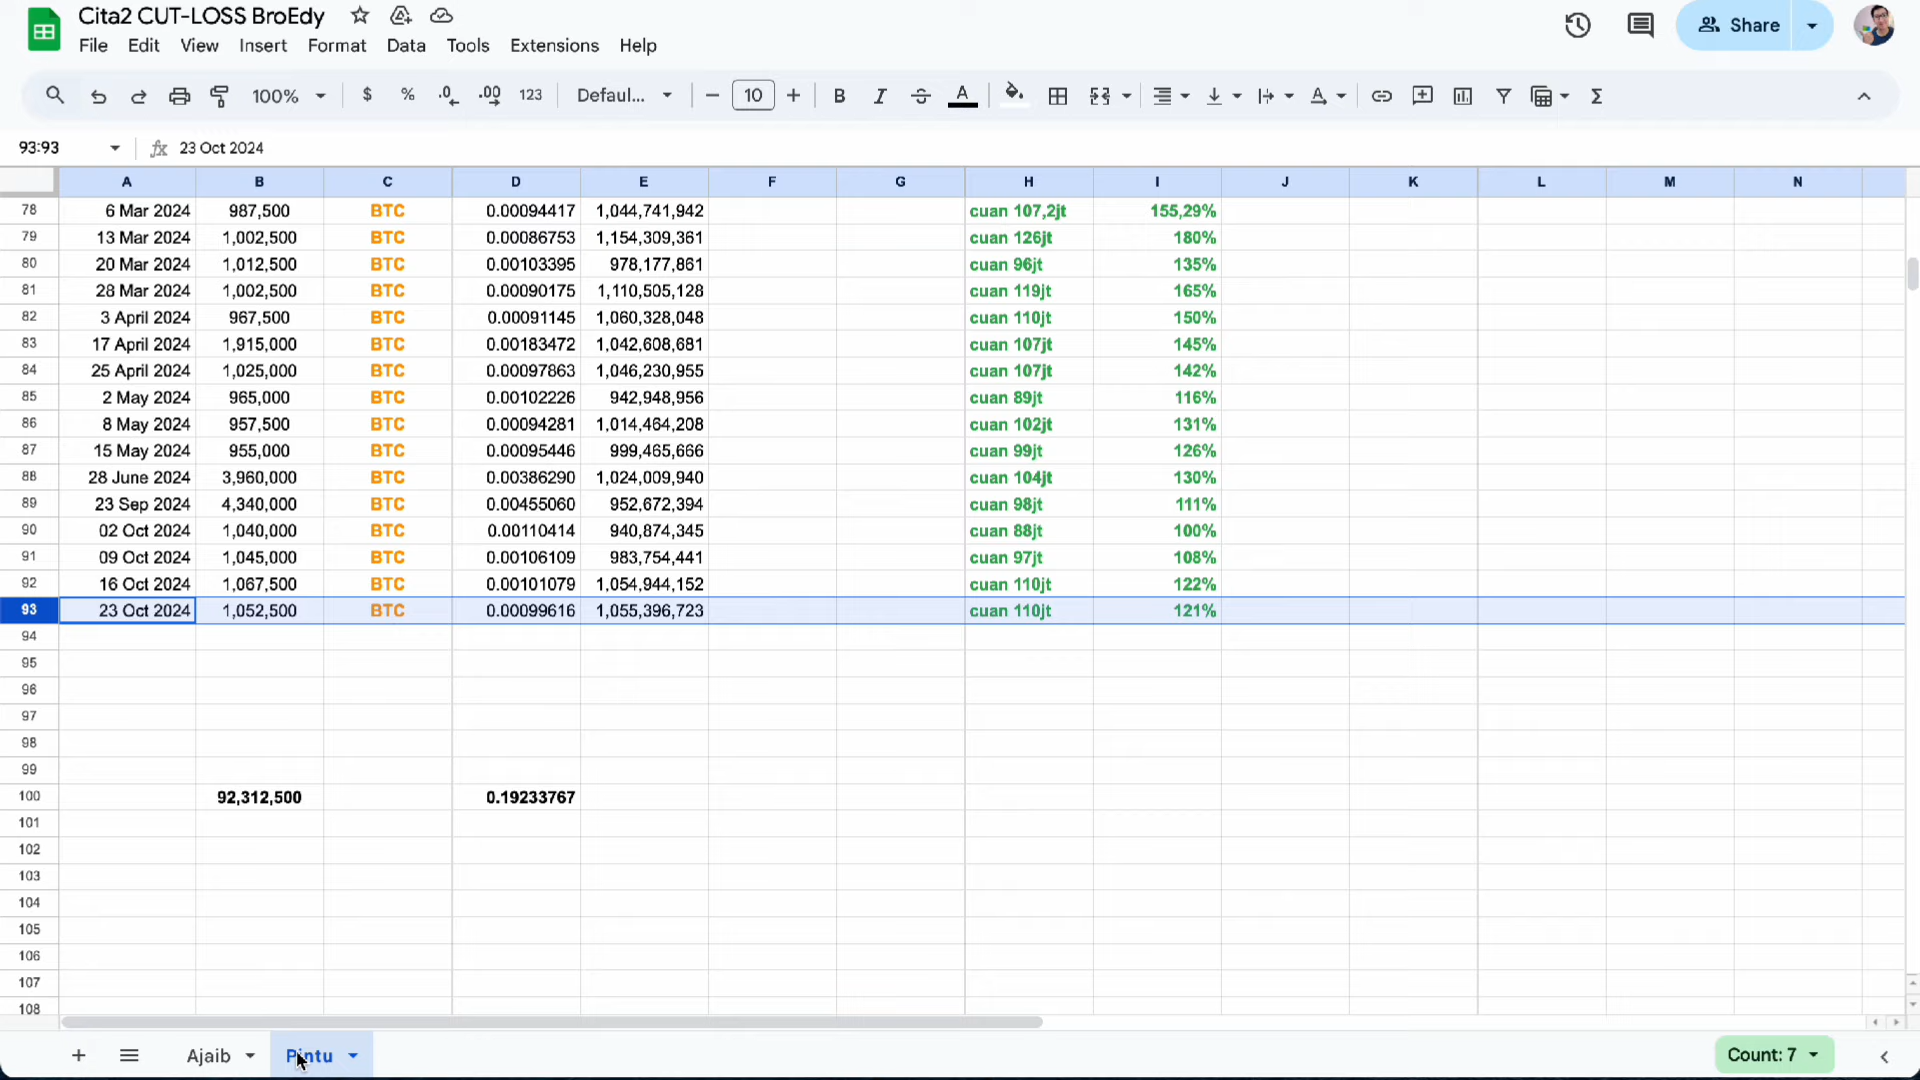 Cita2 CUT-LOSS BroEdy
File Edit View Insert Format Data Tools Extensions Help
Share
100% $ % .0 .00 123 Defaul... 10 B I A Σ
93:93 fx 23 Oct 2024
A B C D E F G H I J K L M N
78 6 Mar 2024 987,500 BTC 0.00094417 1,044,741,942 cuan 107,2jt 155,29%
79 13 Mar 2024 1,002,500 BTC 0.00086753 1,154,309,361 cuan 126jt 180%
80 20 Mar 2024 1,012,500 BTC 0.00103395 978,177,861 cuan 96jt 135%
81 28 Mar 2024 1,002,500 BTC 0.00090175 1,110,505,128 cuan 119jt 165%
82 3 April 2024 967,500 BTC 0.00091145 1,060,328,048 cuan 110jt 150%
83 17 April 2024 1,915,000 BTC 0.00183472 1,042,608,681 cuan 107jt 145%
84 25 April 2024 1,025,000 BTC 0.00097863 1,046,230,955 cuan 107jt 142%
85 2 May 2024 965,000 BTC 0.00102226 942,948,956 cuan 89jt 116%
86 8 May 2024 957,500 BTC 0.00094281 1,014,464,208 cuan 102jt 131%
87 15 May 2024 955,000 BTC 0.00095446 999,465,666 cuan 99jt 126%
88 28 June 2024 3,960,000 BTC 0.00386290 1,024,009,940 cuan 104jt 130%
89 23 Sep 2024 4,340,000 BTC 0.00455060 952,672,394 cuan 98jt 111%
90 02 Oct 2024 1,040,000 BTC 0.00110414 940,874,345 cuan 88jt 100%
91 09 Oct 2024 1,045,000 BTC 0.00106109 983,754,441 cuan 97jt 108%
92 16 Oct 2024 1,067,500 BTC 0.00101079 1,054,944,152 cuan 110jt 122%
93 23 Oct 2024 1,052,500 BTC 0.00099616 1,055,396,723 cuan 110jt 121%
94
95
96
97
98
99
100 92,312,500 0.19233767
101
102
103
104
105
106
107
108
Ajaib Pintu Count: 7